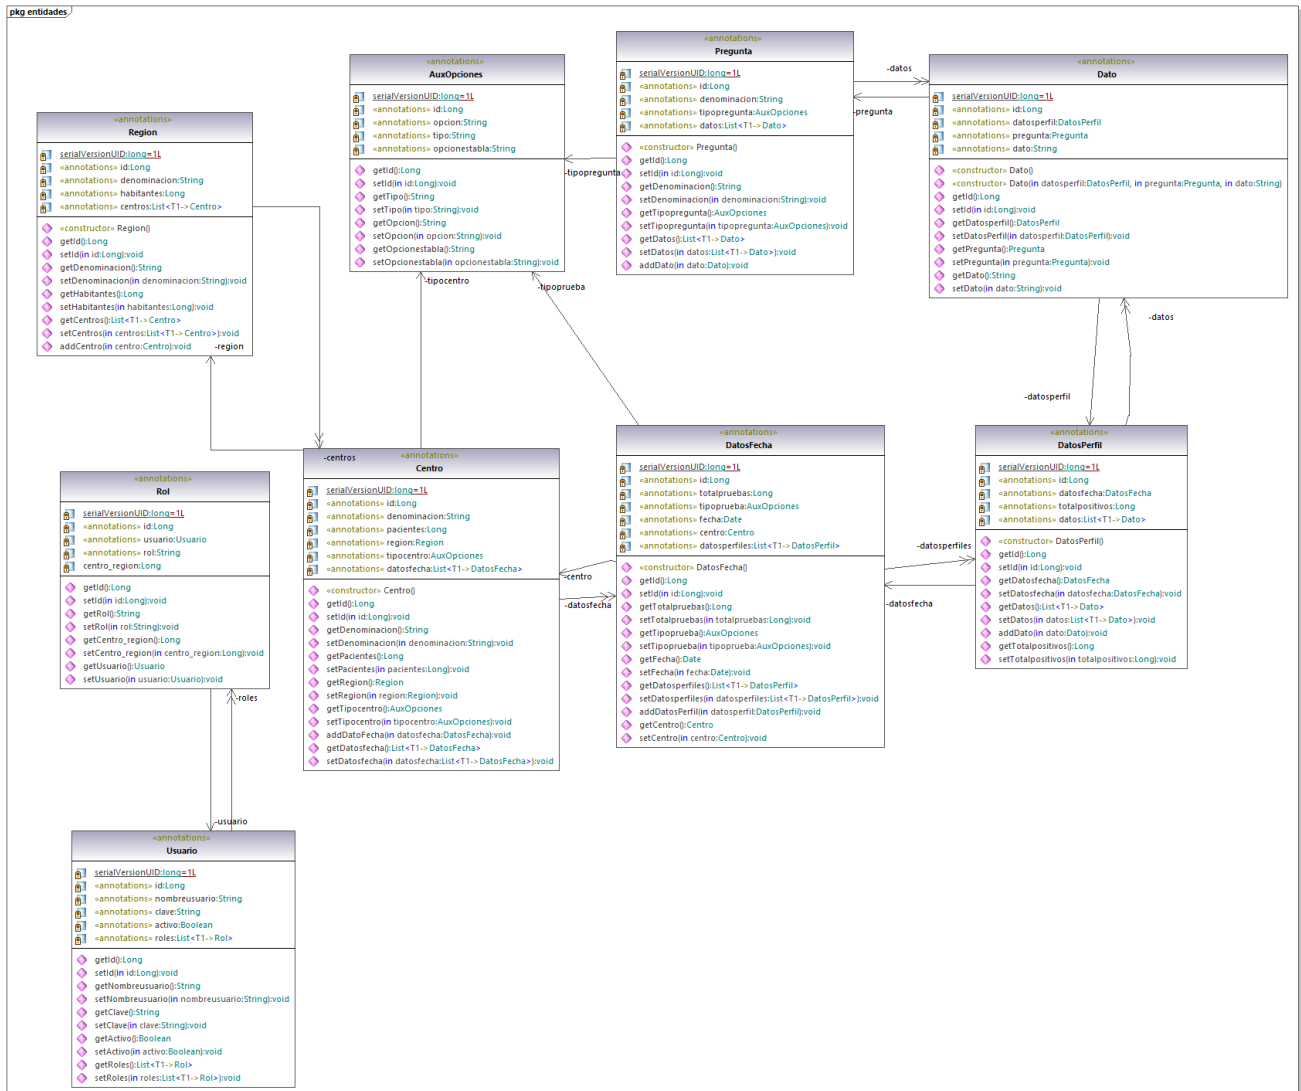 pkg entidades
«annotations»
Region
serialVersionUID:long=1L
«annotations» id:Long
«annotations» denominacion:String
«annotations» habitantes:Long
«annotations» centros:List<T1->Centro>
«constructor» Region()
getId():Long
setId(in id:Long):void
getDenominacion():String
setDenominacion(in denominacion:String):void
getHabitantes():Long
setHabitantes(in habitantes:Long):void
getCentros():List<T1->Centro>
setCentros(in centros:List<T1->Centro>):void
addCentro(in centro:Centro):void
-region
«annotations»
AuxOpciones
serialVersionUID:long=1L
«annotations» id:Long
«annotations» opcion:String
«annotations» tipo:String
«annotations» opcionestabla:String
getId():Long
setId(in id:Long):void
getTipo():String
setTipo(in tipo:String):void
getOpcion():String
setOpcion(in opcion:String):void
getOpcionestabla():String
setOpcionestabla(in opcionestabla:String):void
-tipocentro
-tipoprueba
-tipopregunta
«annotations»
Pregunta
serialVersionUID:long=1L
«annotations» id:Long
«annotations» denominacion:String
«annotations» tipopregunta:AuxOpciones
«annotations» datos:List<T1->Dato>
«constructor» Pregunta()
getId():Long
setId(in id:Long):void
getDenominacion():String
setDenominacion(in denominacion:String):void
getTipopregunta():AuxOpciones
setTipopregunta(in tipopregunta:AuxOpciones):void
getDatos():List<T1->Dato>
setDatos(in datos:List<T1->Dato>):void
addDato(in dato:Dato):void
-datos
-pregunta
«annotations»
Dato
serialVersionUID:long=1L
«annotations» id:Long
«annotations» datosperfil:DatosPerfil
«annotations» pregunta:Pregunta
«annotations» dato:String
«constructor» Dato()
«constructor» Dato(in datosperfil:DatosPerfil, in pregunta:Pregunta, in dato:String)
getId():Long
setId(in id:Long):void
getDatosperfil():DatosPerfil
setDatosPerfil(in datosperfil:DatosPerfil):void
getPregunta():Pregunta
setPregunta(in pregunta:Pregunta):void
getDato():String
setDato(in dato:String):void
-datos
-datosperfil
«annotations»
Rol
serialVersionUID:long=1L
«annotations» id:Long
«annotations» usuario:Usuario
«annotations» rol:String
centro_region:Long
getId():Long
setId(in id:Long):void
getRol():String
setRol(in rol:String):void
getCentro_region():Long
setCentro_region(in centro_region:Long):void
getUsuario():Usuario
setUsuario(in usuario:Usuario):void
-roles
-usuario
-centros
«annotations»
Centro
serialVersionUID:long=1L
«annotations» id:Long
«annotations» denominacion:String
«annotations» pacientes:Long
«annotations» region:Region
«annotations» tipocentro:AuxOpciones
«annotations» datosfecha:List<T1->DatosFecha>
«constructor» Centro()
getId():Long
setId(in id:Long):void
getDenominacion():String
setDenominacion(in denominacion:String):void
getPacientes():Long
setPacientes(in pacientes:Long):void
getRegion():Region
setRegion(in region:Region):void
getTipocentro():AuxOpciones
setTipocentro(in tipocentro:AuxOpciones):void
addDatoFecha(in datosfecha:DatosFecha):void
getDatosfecha():List<T1->DatosFecha>
setDatosfecha(in datosfecha:List<T1->DatosFecha>):void
-centro
-datosfecha
«annotations»
DatosFecha
serialVersionUID:long=1L
«annotations» id:Long
«annotations» totalpruebas:Long
«annotations» tipoprueba:AuxOpciones
«annotations» fecha:Date
«annotations» centro:Centro
«annotations» datosperfiles:List<T1->DatosPerfil>
«constructor» DatosFecha()
getId():Long
setId(in id:Long):void
getTotalpruebas():Long
setTotalpruebas(in totalpruebas:Long):void
getTipoprueba():AuxOpciones
setTipoprueba(in tipoprueba:AuxOpciones):void
getFecha():Date
setFecha(in fecha:Date):void
getDatosperfiles():List<T1->DatosPerfil>
setDatosperfiles(in datosperfiles:List<T1->DatosPerfil>):void
addDatosPerfil(in datosperfil:DatosPerfil):void
getCentro():Centro
setCentro(in centro:Centro):void
-datosperfiles
-datosfecha
«annotations»
DatosPerfil
serialVersionUID:long=1L
«annotations» id:Long
«annotations» datosfecha:DatosFecha
«annotations» totalpositivos:Long
«annotations» datos:List<T1->Dato>
«constructor» DatosPerfil()
getId():Long
setId(in id:Long):void
getDatosfecha():DatosFecha
setDatosfecha(in datosfecha:DatosFecha):void
getDatos():List<T1->Dato>
setDatos(in datos:List<T1->Dato>):void
addDato(in dato:Dato):void
getTotalpositivos():Long
setTotalpositivos(in totalpositivos:Long):void
«annotations»
Usuario
serialVersionUID:long=1L
«annotations» id:Long
«annotations» nombreusuario:String
«annotations» clave:String
«annotations» activo:Boolean
«annotations» roles:List<T1->Rol>
getId():Long
setId(in id:Long):void
getNombreusuario():String
setNombreusuario(in nombreusuario:String):void
getClave():String
setClave(in clave:String):void
getActivo():Boolean
setActivo(in activo:Boolean):void
getRoles():List<T1->Rol>
setRoles(in roles:List<T1->Rol>):void